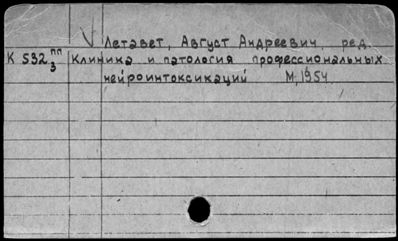 Летавет, Август Андреевич, ред.
К 532 пп 3 Клиника и патология профессиональных
нейроинтоксикаций М, 1954.